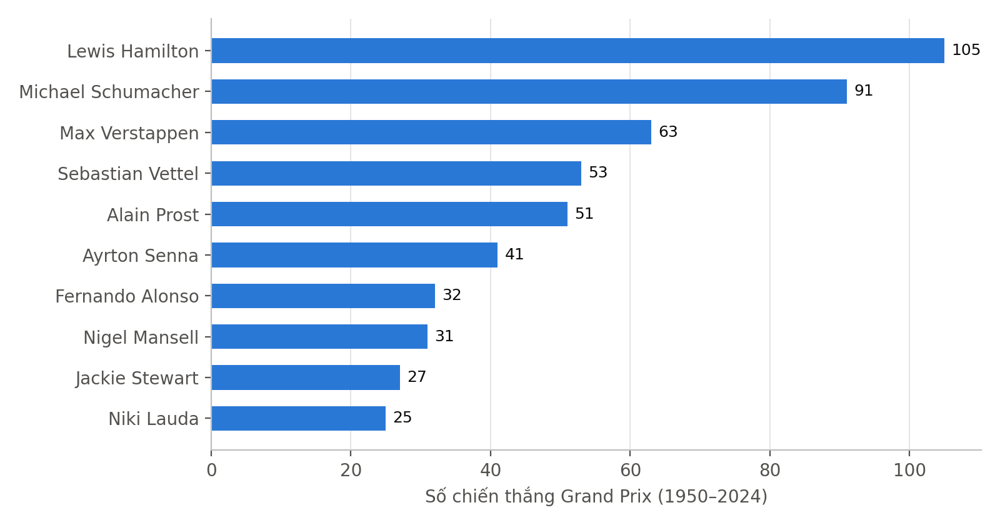 Lewis Hamilton 105
Michael Schumacher 91
Max Verstappen 63
Sebastian Vettel 53
Alain Prost 51
Ayrton Senna 41
Fernando Alonso 32
Nigel Mansell 31
Jackie Stewart 27
Niki Lauda 25
0 20 40 60 80 100
Số chiến thắng Grand Prix (1950–2024)